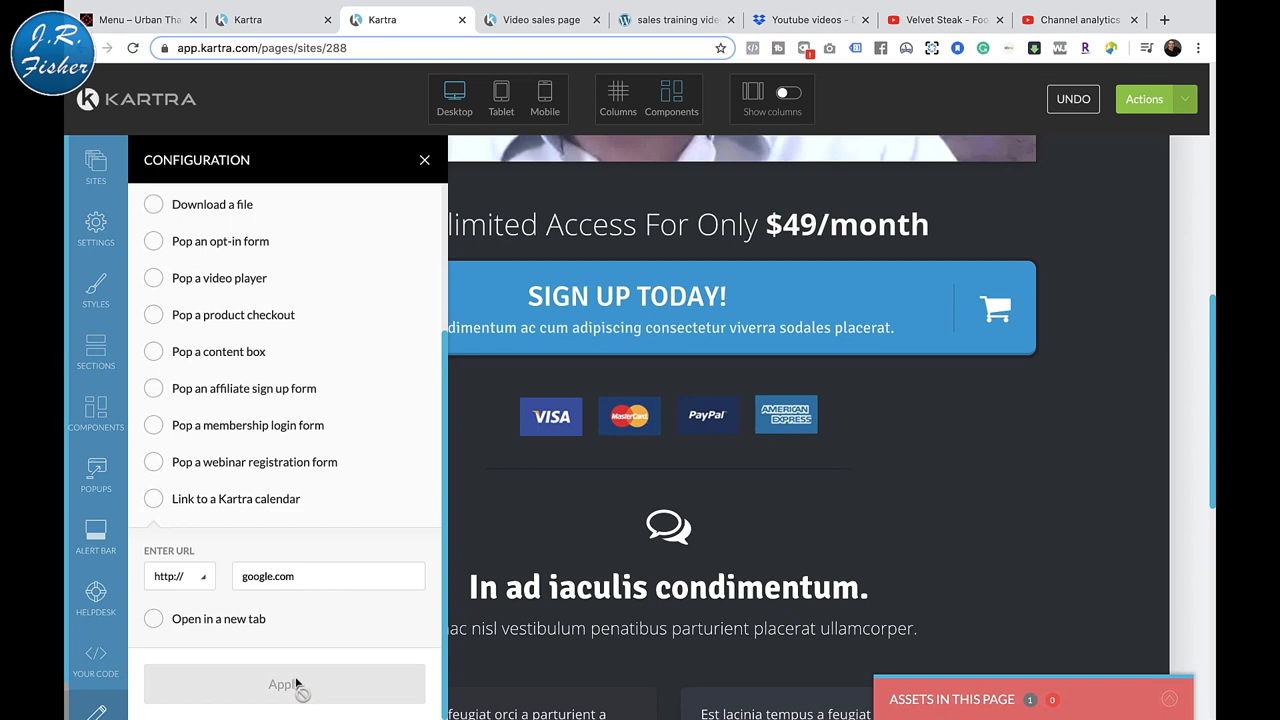 Menu – Urban Tha
Kartra
Kartra
Video sales page
sales training vide
Youtube videos - D
Velvet Steak - Foo
Channel analytics
app.kartra.com/pages/sites/288
J.R.
Fisher
KARTRA
Desktop
Tablet
Mobile
Columns
Components
Show columns
UNDO
Actions
SITES
SETTINGS
STYLES
SECTIONS
COMPONENTS
POPUPS
ALERT BAR
HELPDESK
YOUR CODE
CONFIGURATION
Download a file
Pop an opt-in form
Pop a video player
Pop a product checkout
Pop a content box
Pop an affiliate sign up form
Pop a membership login form
Pop a webinar registration form
Link to a Kartra calendar
ENTER URL
http://
google.com
Open in a new tab
Apply
limited Access For Only $49/month
SIGN UP TODAY!
dimentum ac cum adipiscing consectetur viverra sodales placerat.
VISA
MasterCard
PayPal
AMERICAN
EXPRESS
In ad iaculis condimentum.
ac nisl vestibulum penatibus parturient placerat ullamcorper.
feugiat orci a parturient a
Est lacinia tempus a feugiat
ASSETS IN THIS PAGE
1
0